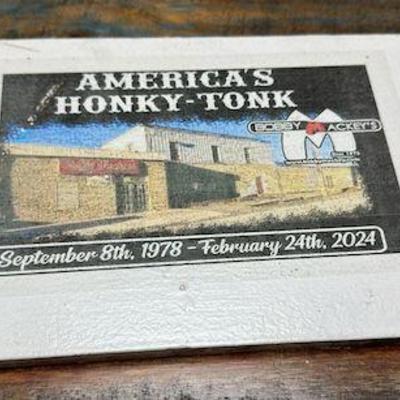 AMERICA'S
HONKY-TONK
BOBBY MACKEY'S
September 8th, 1978 - February 24th, 2024